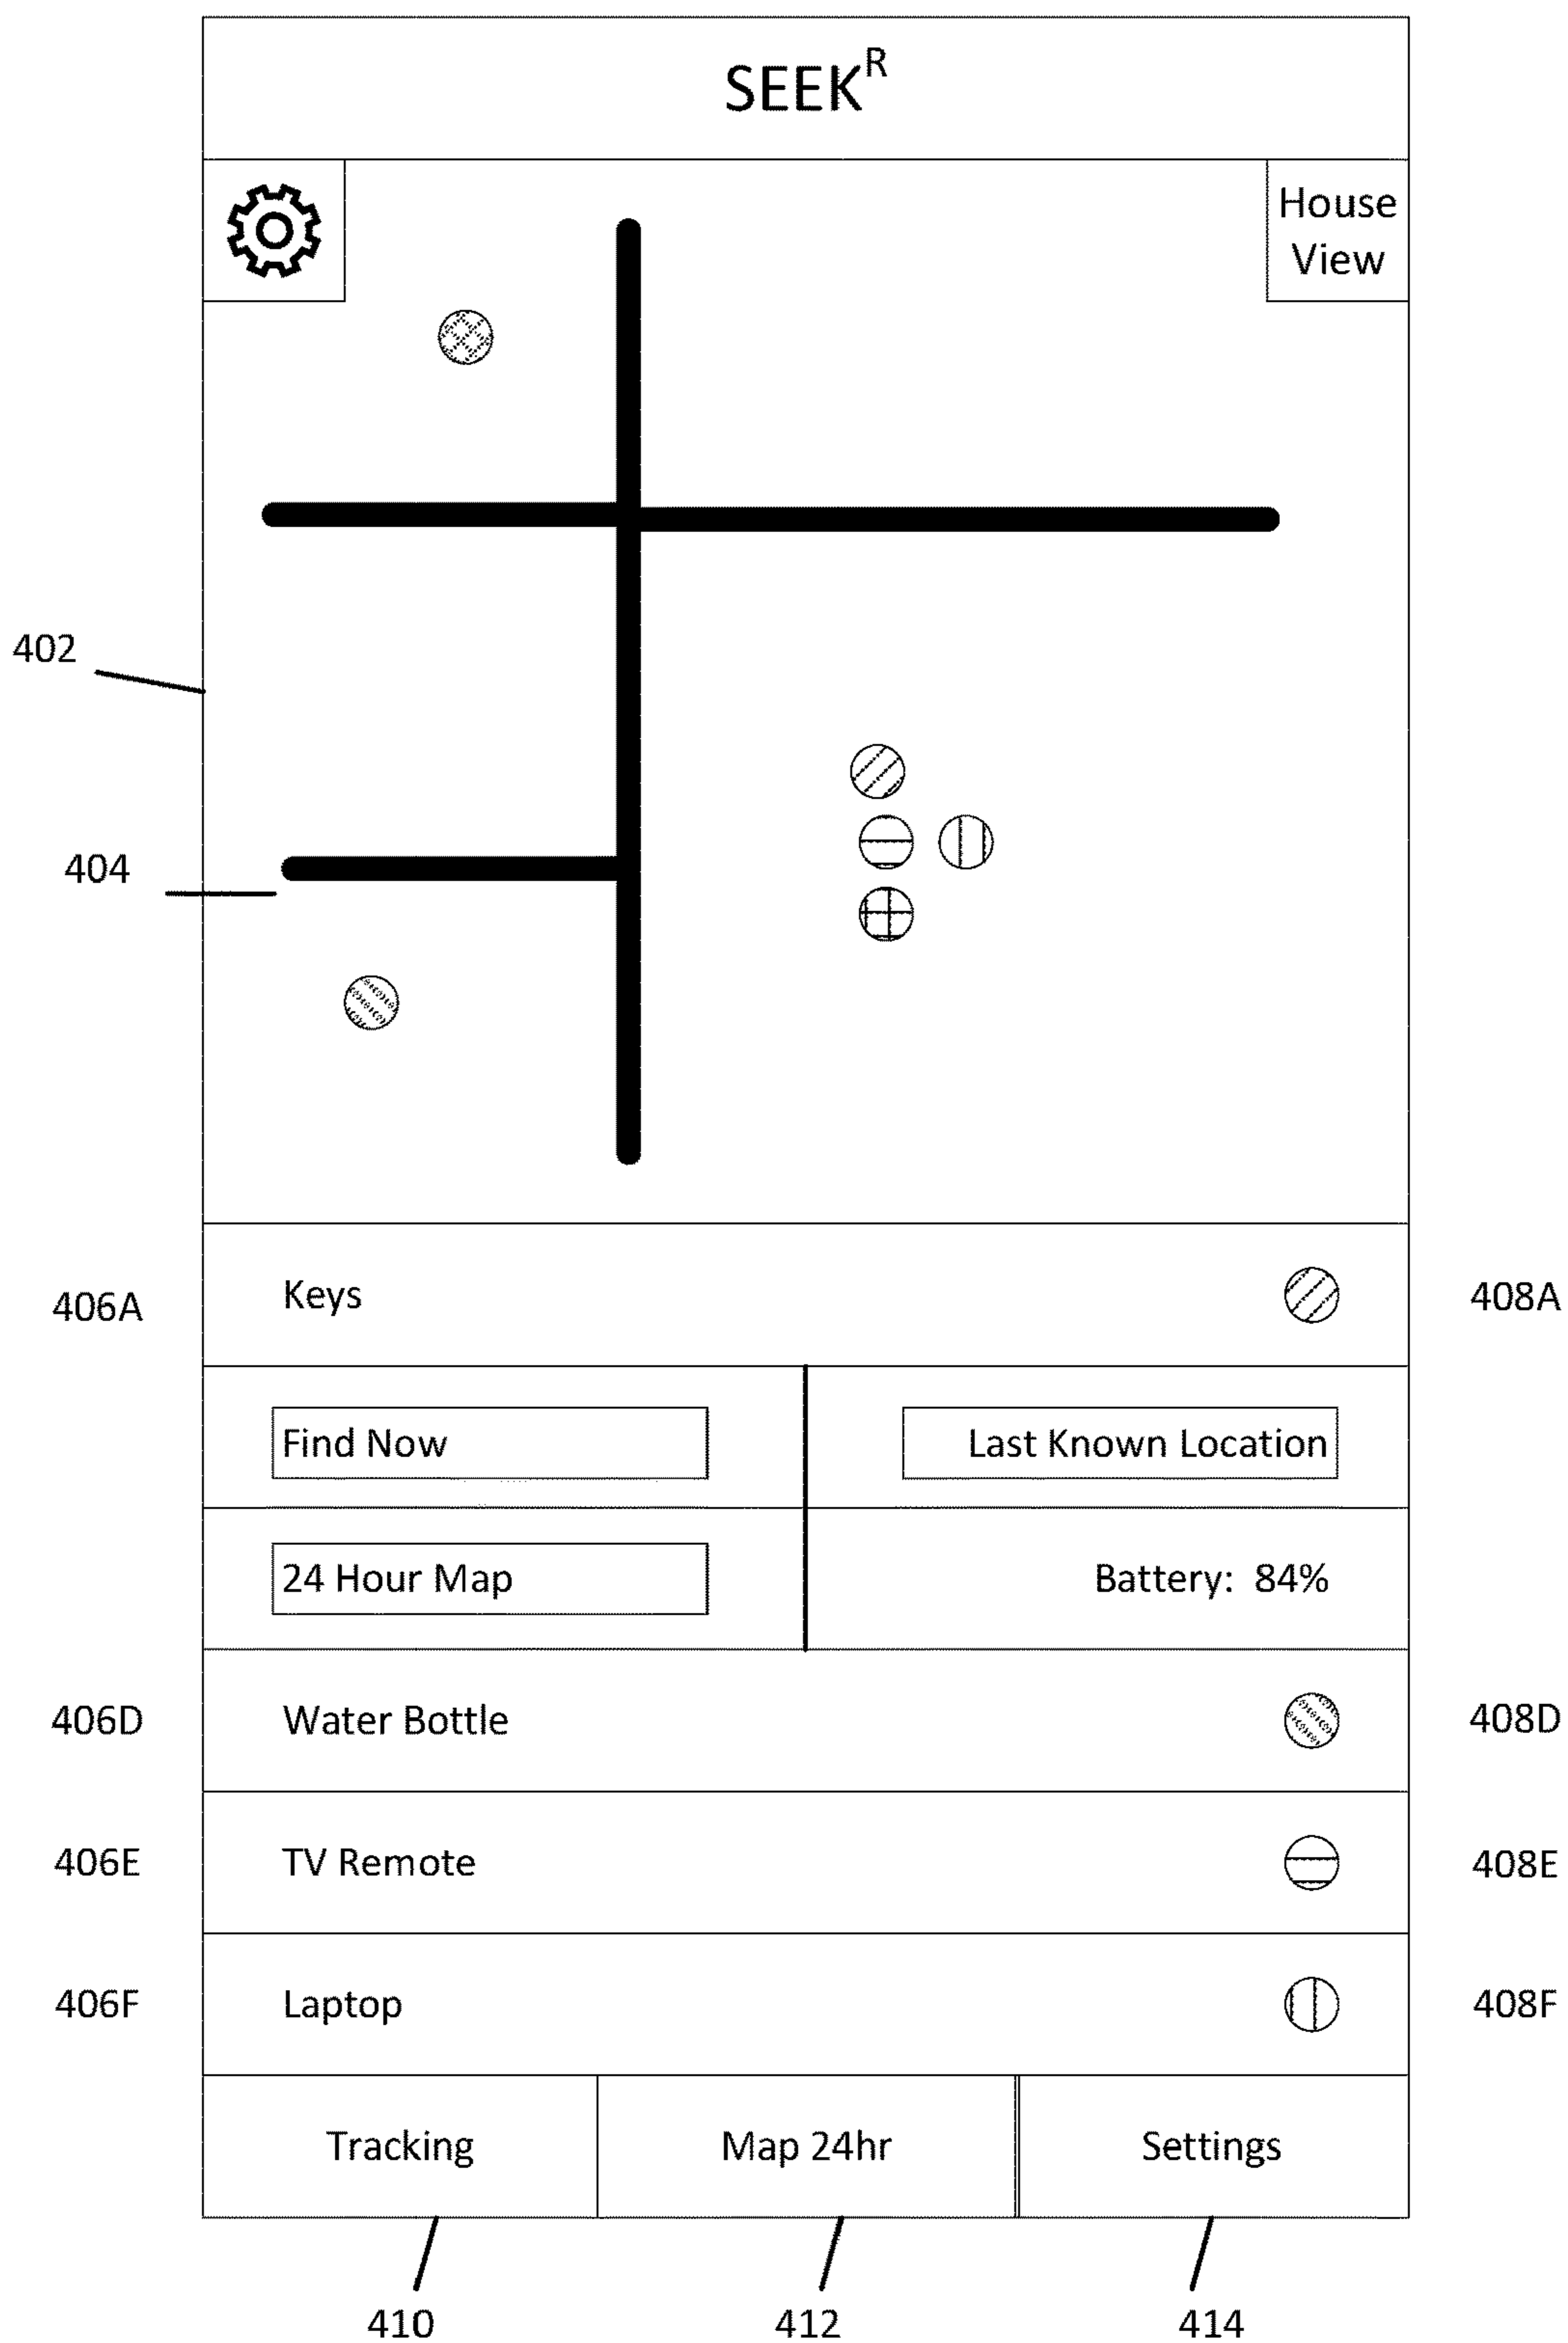 SEEK^R
House
View
402
404
406A Keys 408A
Find Now Last Known Location
24 Hour Map Battery: 84%
406D Water Bottle 408D
406E TV Remote 408E
406F Laptop 408F
Tracking Map 24hr Settings
410 412 414